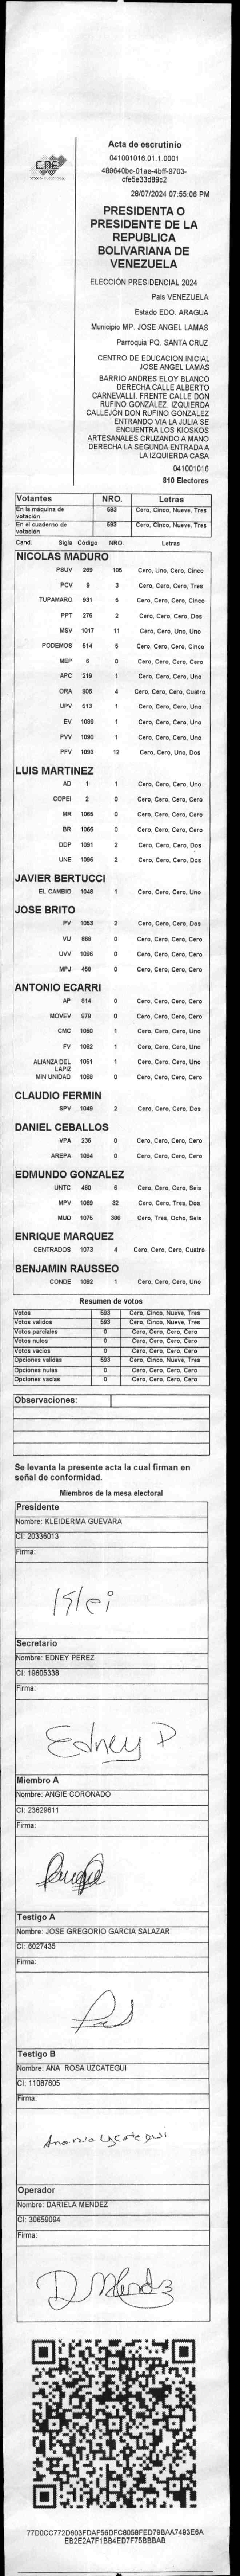 CNE
Acta de escrutinio
041001016.01.1.0001
489640be-01ae-4bff-9703-
cfe5e33d89c2
28/07/2024 07:55:06 PM
PRESIDENTA O
PRESIDENTE DE LA
REPUBLICA
BOLIVARIANA DE
VENEZUELA
ELECCIÓN PRESIDENCIAL 2024
País VENEZUELA
Estado EDO. ARAGUA
Municipio MP. JOSE ANGEL LAMAS
Parroquia PQ. SANTA CRUZ
CENTRO DE EDUCACION INICIAL
JOSE ANGEL LAMAS
BARRIO ANDRES ELOY BLANCO
DERECHA CALLE ALBERTO
CARNEVALLI. FRENTE CALLE DON
RUFINO GONZALEZ. IZQUIERDA
CALLEJÓN DON RUFINO GONZALEZ
ENTRANDO VIA LA JULIA SE
ENCUENTRA LOS KIOSKOS
ARTESANALES CRUZANDO A MANO
DERECHA LA SEGUNDA ENTRADA A
LA IZQUIERDA CASA
041001016
810 Electores
Votantes NRO. Letras
En la máquina de votación 593 Cero, Cinco, Nueve, Tres
En el cuaderno de votación 593 Cero, Cinco, Nueve, Tres
Cand. Sigla Código NRO. Letras
NICOLAS MADURO
PSUV 269 105 Cero, Uno, Cero, Cinco
PCV 9 3 Cero, Cero, Cero, Tres
TUPAMARO 931 5 Cero, Cero, Cero, Cinco
PPT 276 2 Cero, Cero, Cero, Dos
MSV 1017 11 Cero, Cero, Uno, Uno
PODEMOS 514 5 Cero, Cero, Cero, Cinco
MEP 6 0 Cero, Cero, Cero, Cero
APC 219 1 Cero, Cero, Cero, Uno
ORA 906 4 Cero, Cero, Cero, Cuatro
UPV 613 1 Cero, Cero, Cero, Uno
EV 1089 1 Cero, Cero, Cero, Uno
PVV 1090 1 Cero, Cero, Cero, Uno
PFV 1093 12 Cero, Cero, Uno, Dos
LUIS MARTINEZ
AD 1 1 Cero, Cero, Cero, Uno
COPEI 2 0 Cero, Cero, Cero, Cero
MR 1065 0 Cero, Cero, Cero, Cero
BR 1066 0 Cero, Cero, Cero, Cero
DDP 1091 2 Cero, Cero, Cero, Dos
UNE 1095 2 Cero, Cero, Cero, Dos
JAVIER BERTUCCI
EL CAMBIO 1048 1 Cero, Cero, Cero, Uno
JOSE BRITO
PV 1053 2 Cero, Cero, Cero, Dos
VU 868 0 Cero, Cero, Cero, Cero
UVV 1096 0 Cero, Cero, Cero, Cero
MPJ 458 0 Cero, Cero, Cero, Cero
ANTONIO ECARRI
AP 814 0 Cero, Cero, Cero, Cero
MOVEV 978 0 Cero, Cero, Cero, Cero
CMC 1050 1 Cero, Cero, Cero, Uno
FV 1062 1 Cero, Cero, Cero, Uno
ALIANZA DEL LAPIZ 1051 1 Cero, Cero, Cero, Uno
MIN UNIDAD 1068 0 Cero, Cero, Cero, Cero
CLAUDIO FERMIN
SPV 1049 2 Cero, Cero, Cero, Dos
DANIEL CEBALLOS
VPA 236 0 Cero, Cero, Cero, Cero
AREPA 1094 0 Cero, Cero, Cero, Cero
EDMUNDO GONZALEZ
UNTC 460 6 Cero, Cero, Cero, Seis
MPV 1069 32 Cero, Cero, Tres, Dos
MUD 1075 386 Cero, Tres, Ocho, Seis
ENRIQUE MARQUEZ
CENTRADOS 1073 4 Cero, Cero, Cero, Cuatro
BENJAMIN RAUSSEO
CONDE 1092 1 Cero, Cero, Cero, Uno
Resumen de votos
Votos 593 Cero, Cinco, Nueve, Tres
Votos validos 593 Cero, Cinco, Nueve, Tres
Votos parciales 0 Cero, Cero, Cero, Cero
Votos nulos 0 Cero, Cero, Cero, Cero
Votos vacios 0 Cero, Cero, Cero, Cero
Opciones validas 593 Cero, Cinco, Nueve, Tres
Opciones nulas 0 Cero, Cero, Cero, Cero
Opciones vacias 0 Cero, Cero, Cero, Cero
Observaciones:
Se levanta la presente acta la cual firman en
señal de conformidad.
Miembros de la mesa electoral
Presidente
Nombre: KLEIDERMA GUEVARA
CI: 20336013
Firma:
Klei
Secretario
Nombre: EDNEY PEREZ
CI: 19605338
Firma:
Edney P
Miembro A
Nombre: ANGIE CORONADO
CI: 23629611
Firma:
Angie
Testigo A
Nombre: JOSE GREGORIO GARCIA SALAZAR
CI: 6027435
Firma:
Testigo B
Nombre: ANA ROSA UZCATEGUI
CI: 11087605
Firma:
Operador
Nombre: DARIELA MENDEZ
CI: 30659094
Firma:
D Mendez
77D0CC772D603FDAF56DFC8058FED79BAA7493E6A
EB2E2A7F1BB4ED7F75BBBAB